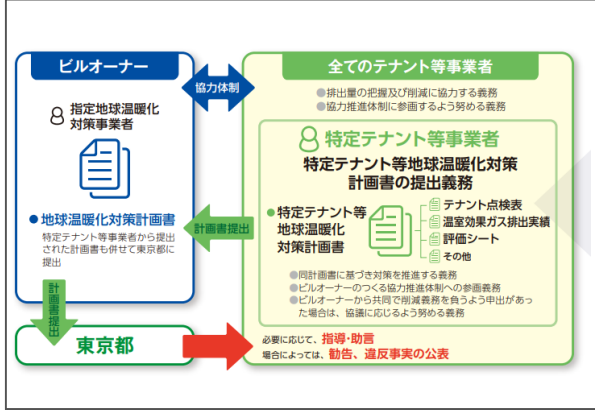 ビルオーナー
指定地球温暖化
対策事業者
●地球温暖化対策計画書
特定テナント等事業者から提出
された計画書も併せて東京都に
提出
協力体制
計画書提出
計画書提出
東京都
全てのテナント等事業者
●排出量の把握及び削減に協力する義務
●協力推進体制に参画するよう努める義務
特定テナント等事業者
特定テナント等地球温暖化対策
計画書の提出義務
●特定テナント等
地球温暖化
対策計画書
テナント点検表
温室効果ガス排出実績
評価シート
その他
●同計画書に基づき対策を推進する義務
●ビルオーナーのつくる協力推進体制への参画義務
●ビルオーナーから共同で削減義務を負うよう申出があっ
た場合は、協議に応じるよう努める義務
必要に応じて、指導・助言
場合によっては、勧告、違反事実の公表